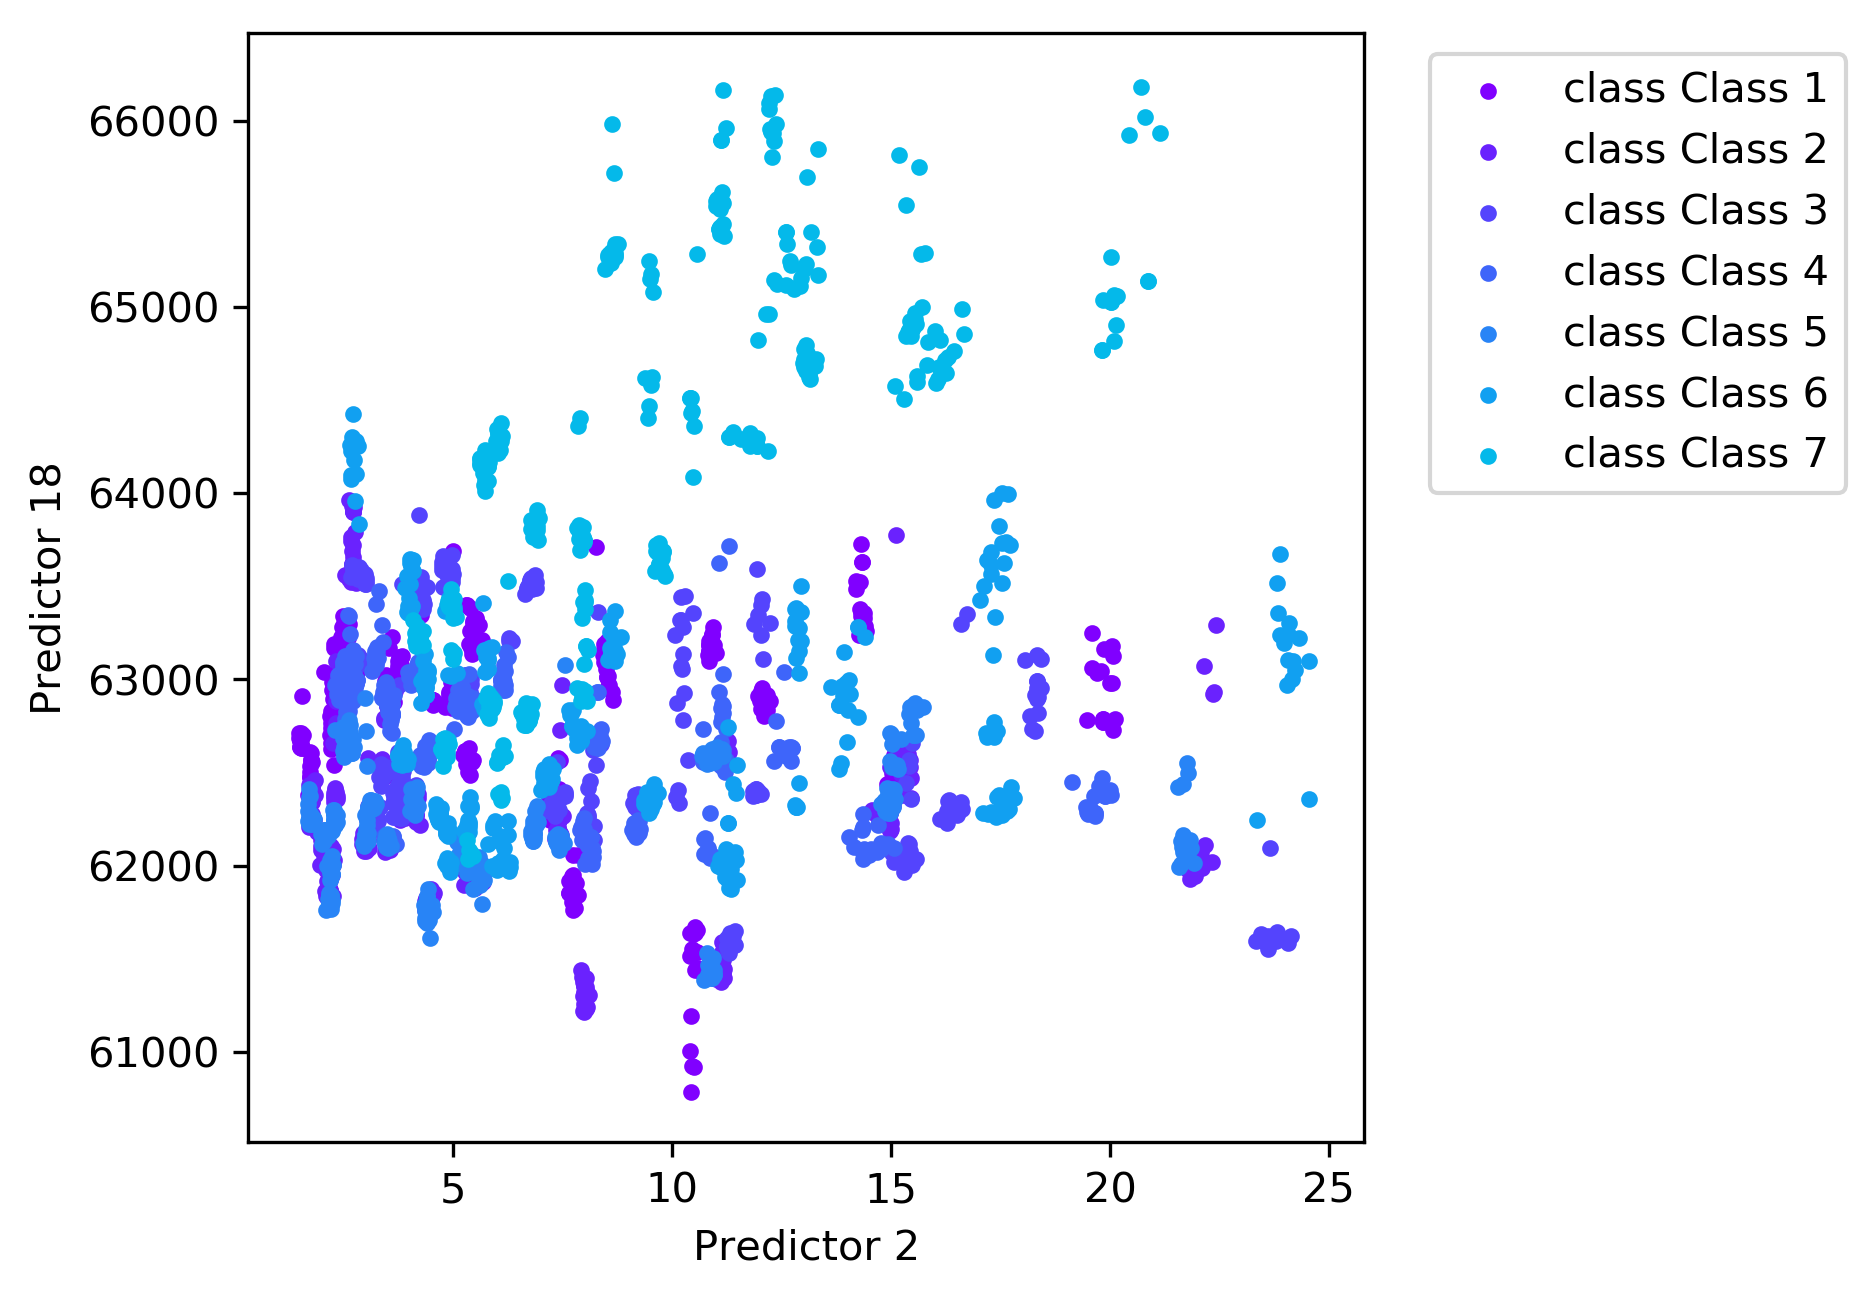 66000
65000
64000
63000
62000
61000
5
10
15
20
25
Predictor 2
Predictor 18
class Class 1
class Class 2
class Class 3
class Class 4
class Class 5
class Class 6
class Class 7